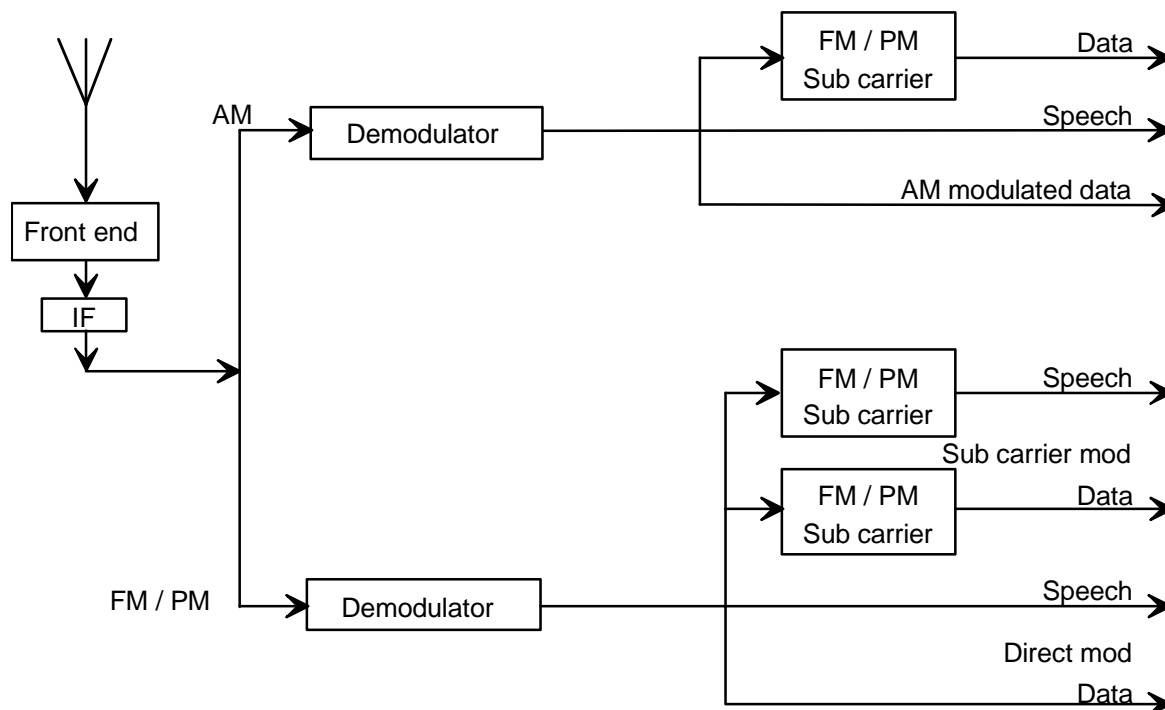 FM / PM
Sub carrier
Data
AM
Demodulator
Speech
AM modulated data
Front end
IF
FM / PM
Sub carrier
Speech
Sub carrier mod
FM / PM
Sub carrier
Data
FM / PM
Demodulator
Speech
Direct mod
Data